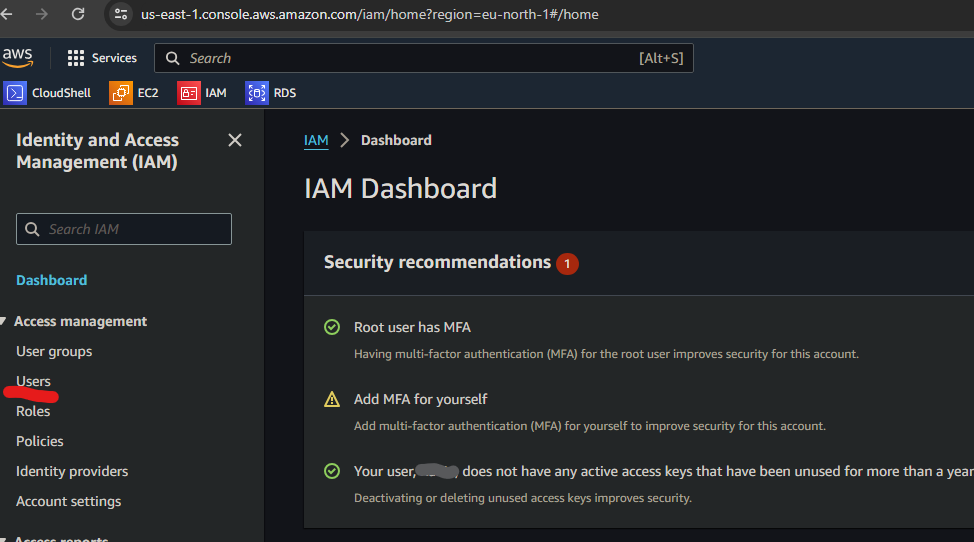 us-east-1.console.aws.amazon.com/iam/home?region=eu-north-1#/home
aws
Services
Search
[Alt+S]
CloudShell
EC2
IAM
RDS
Identity and Access
Management (IAM)
Search IAM
Dashboard
Access management
User groups
Users
Roles
Policies
Identity providers
Account settings
Access reports
IAM > Dashboard
IAM Dashboard
Security recommendations 1
Root user has MFA
Having multi-factor authentication (MFA) for the root user improves security for this account.
Add MFA for yourself
Add multi-factor authentication (MFA) for yourself to improve security for this account.
Your user, does not have any active access keys that have been unused for more than a year
Deactivating or deleting unused access keys improves security.